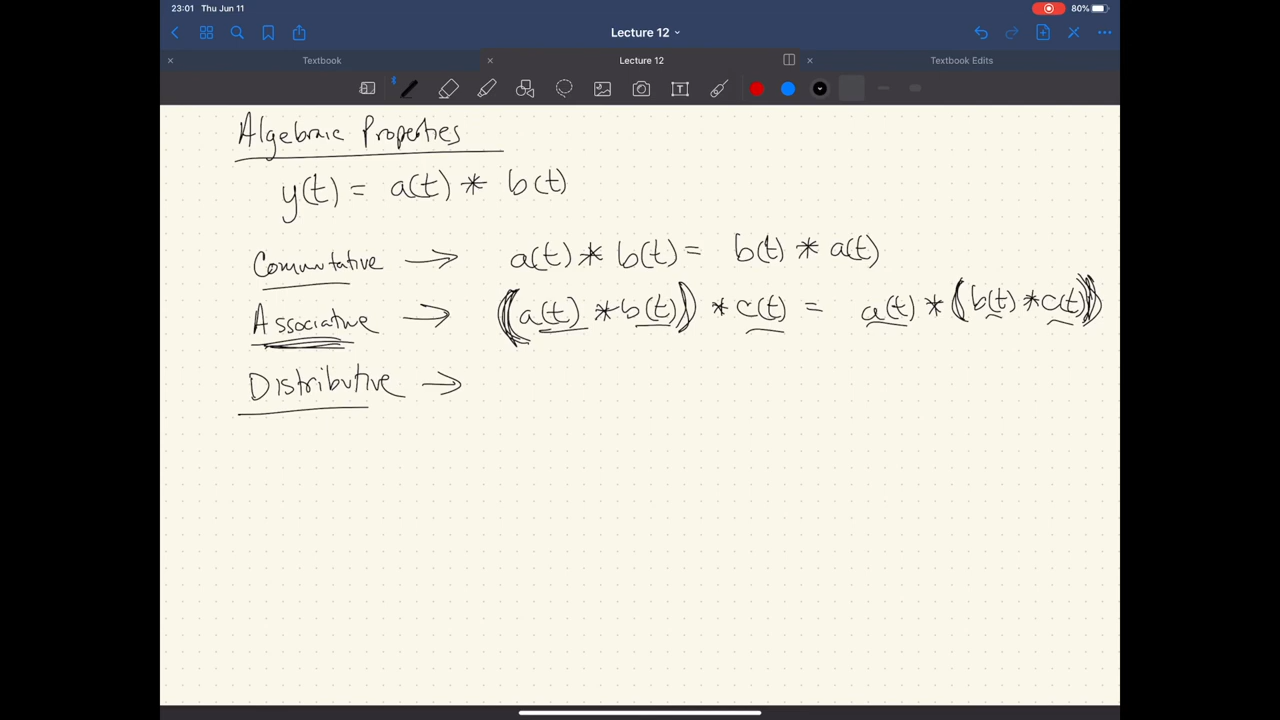 23:01 Thu Jun 11
80%
Lecture 12
Textbook
Lecture 12
Textbook Edits
Algebraic Properties
y(t) = a(t) * b(t)
Commutative → a(t) * b(t) = b(t) * a(t)
Associative → ((a(t) * b(t)) * c(t) = a(t) * (b(t) * c(t))
Distributive →